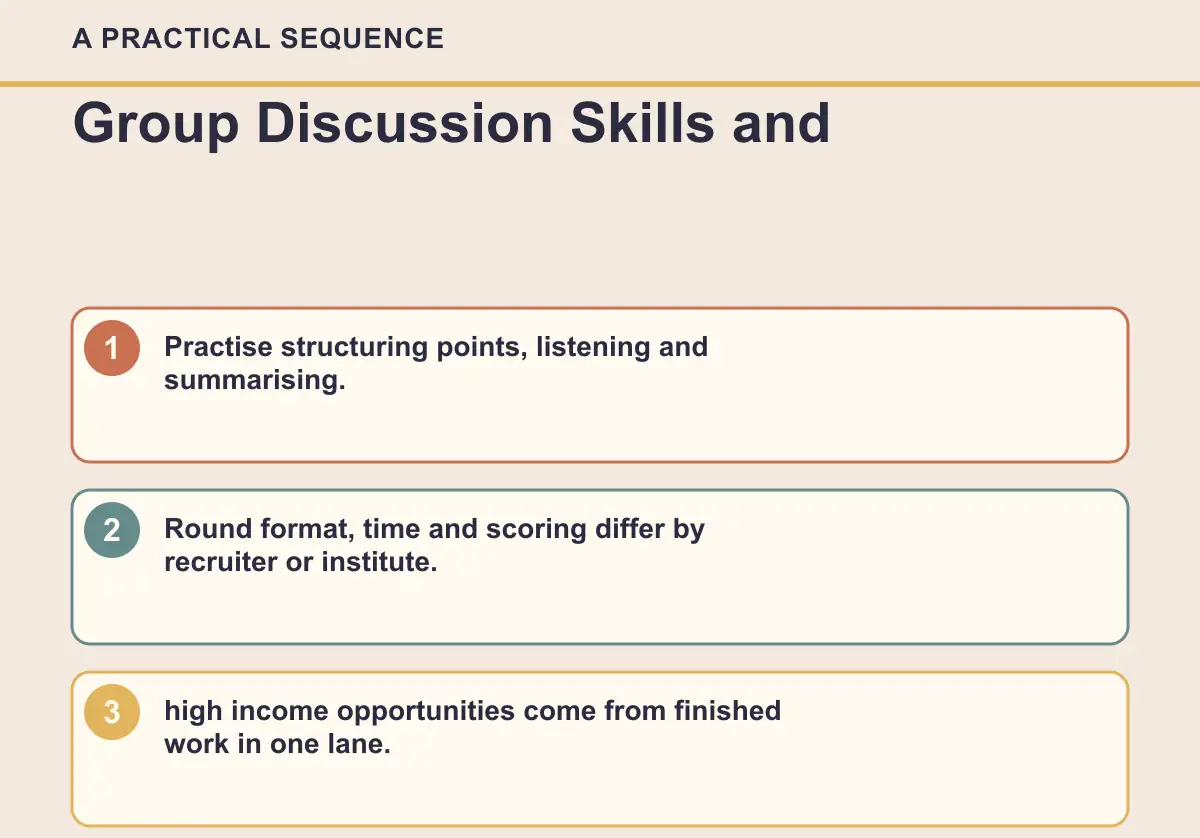 A PRACTICAL SEQUENCE
Group Discussion Skills and
1
Practise structuring points, listening and
summarising.
2
Round format, time and scoring differ by
recruiter or institute.
3
high income opportunities come from finished
work in one lane.